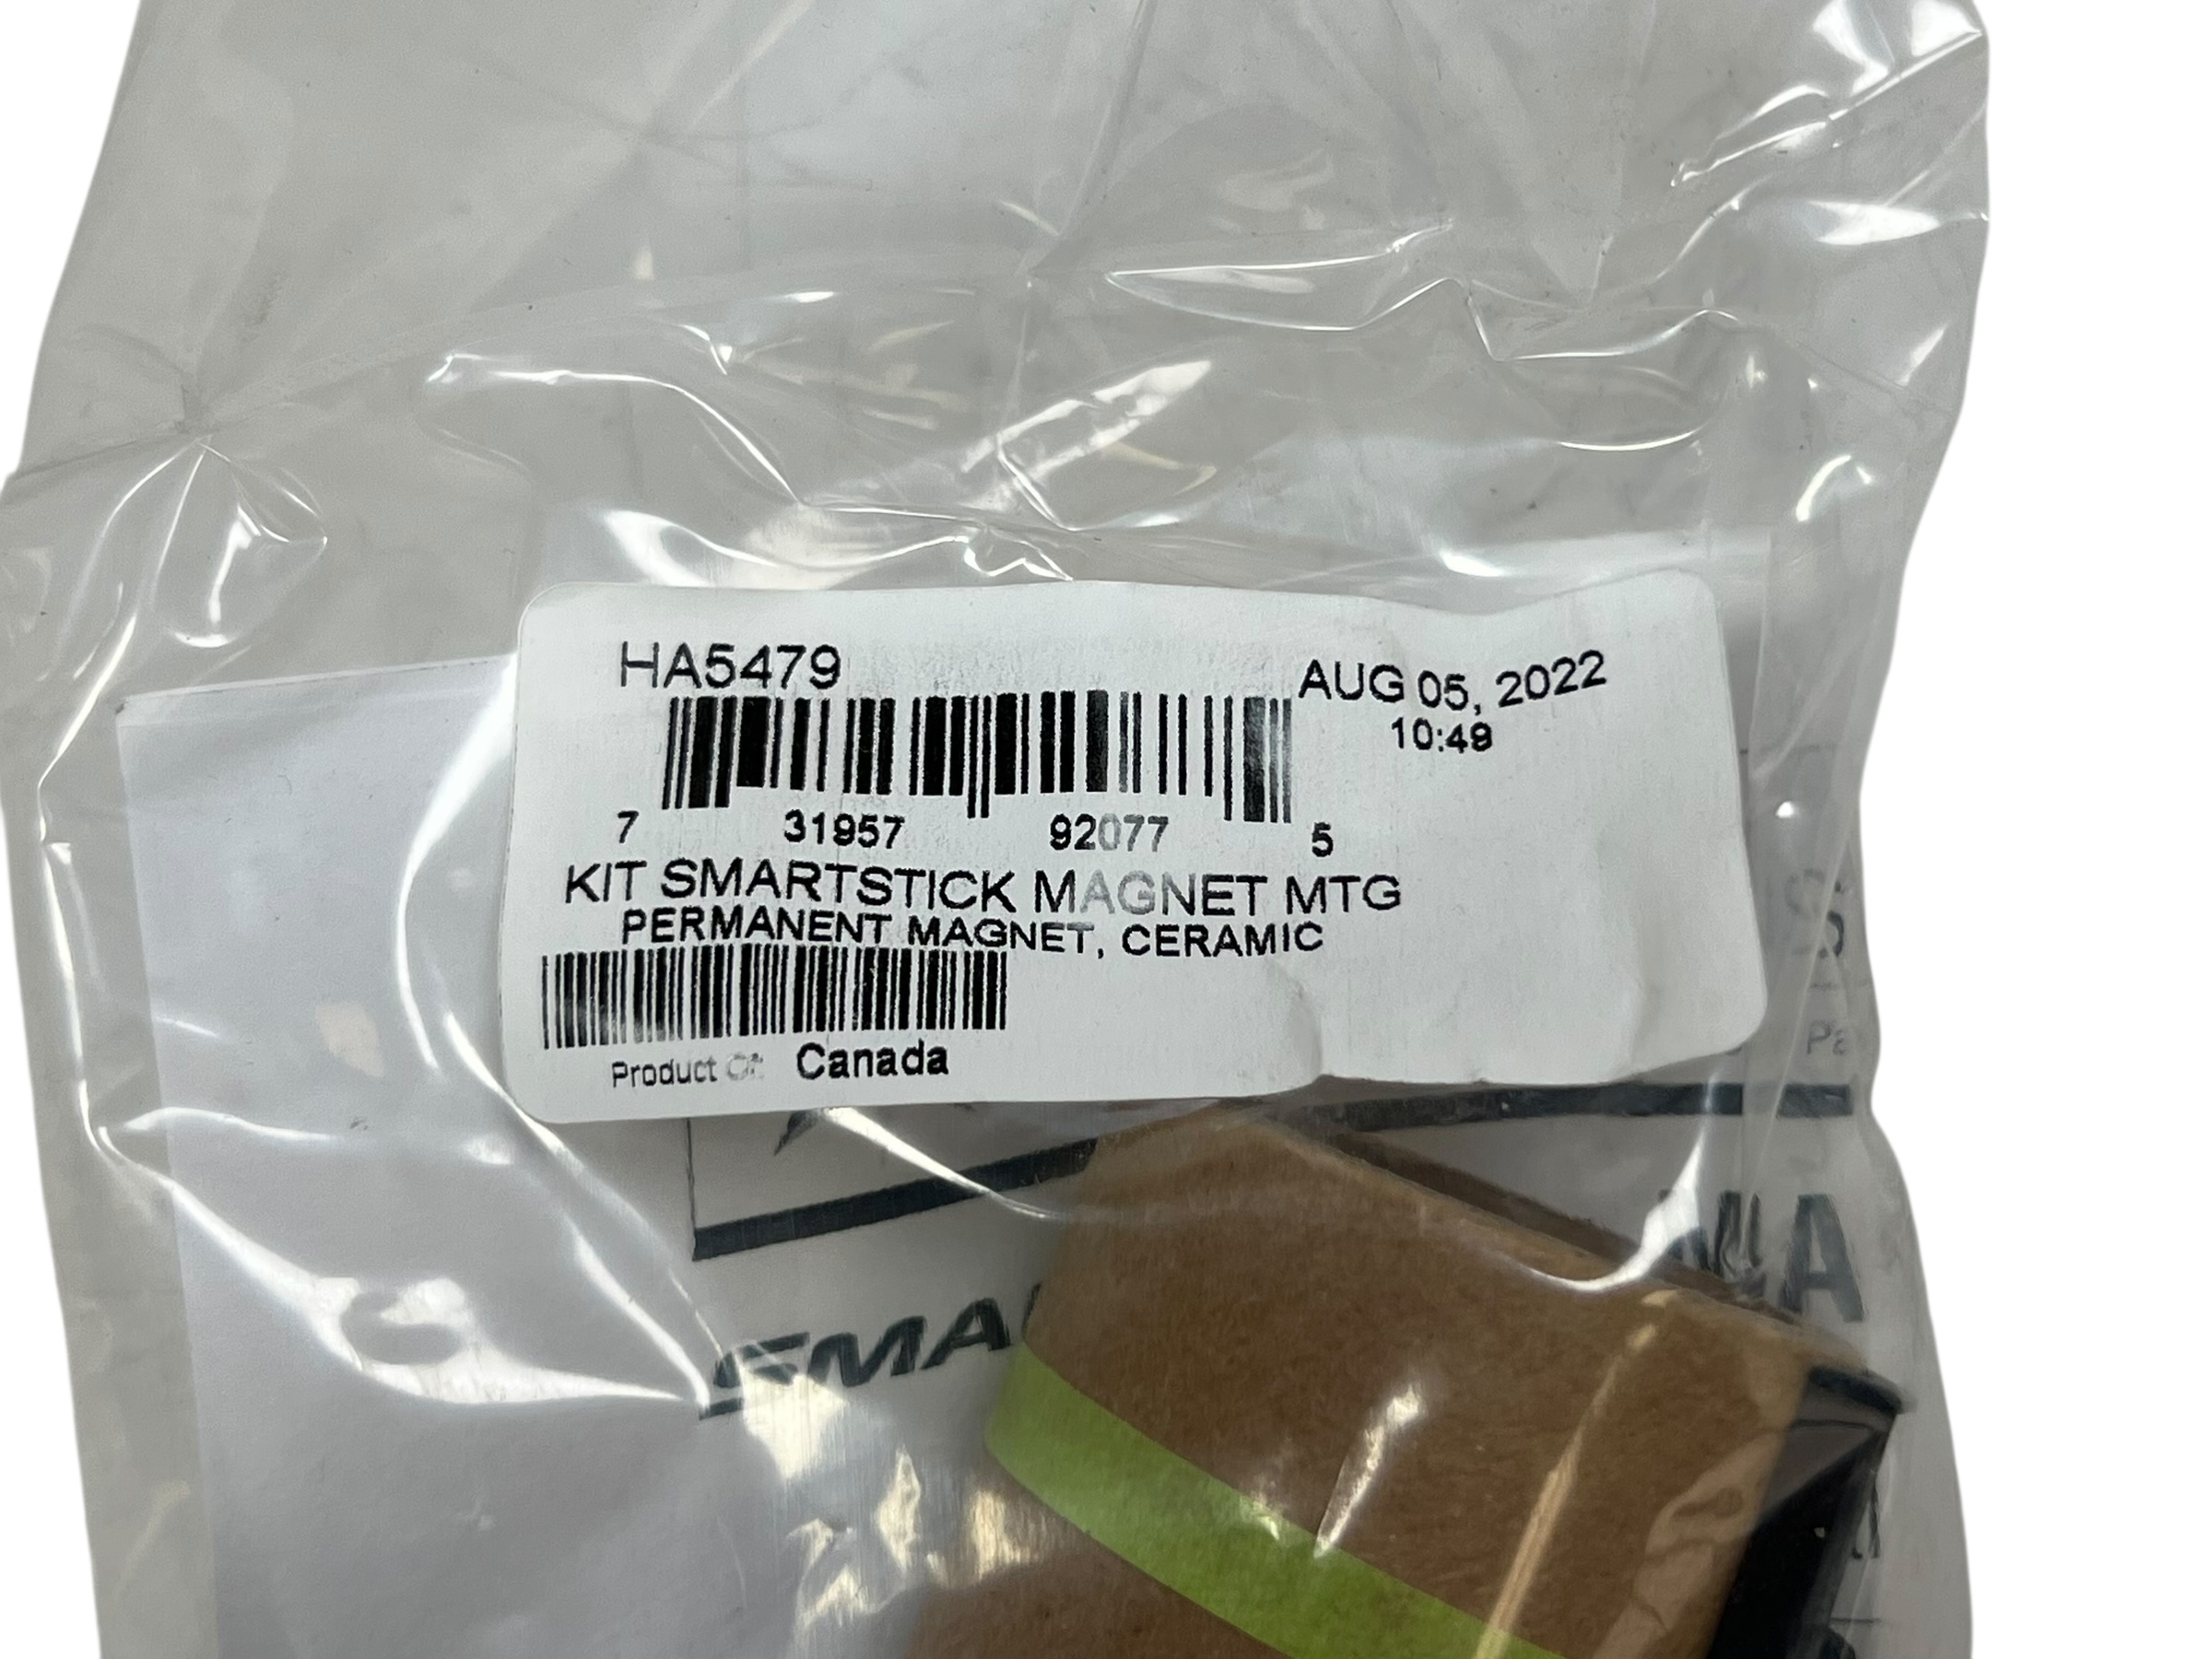 HA5479
AUG 05, 2022
10:49
7 31957 92077 5
KIT SMARTSTICK MAGNET MTG
PERMANENT MAGNET, CERAMIC
Product Of: Canada